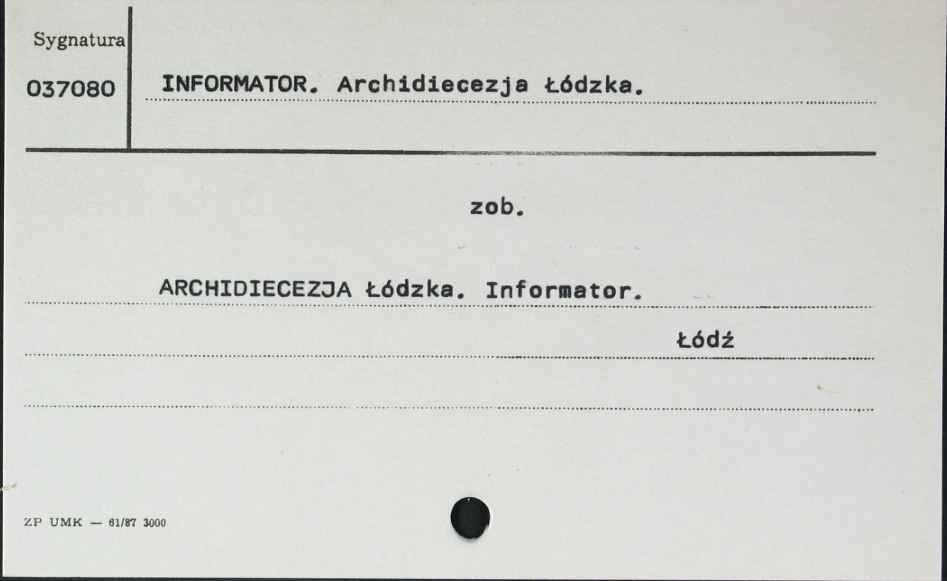 Sygnatura
037080 INFORMATOR. Archidiecezja Łódzka.
zob.
ARCHIDIECEZJA Łódzka. Informator.
Łódź
ZP UMK — 61/87 3000